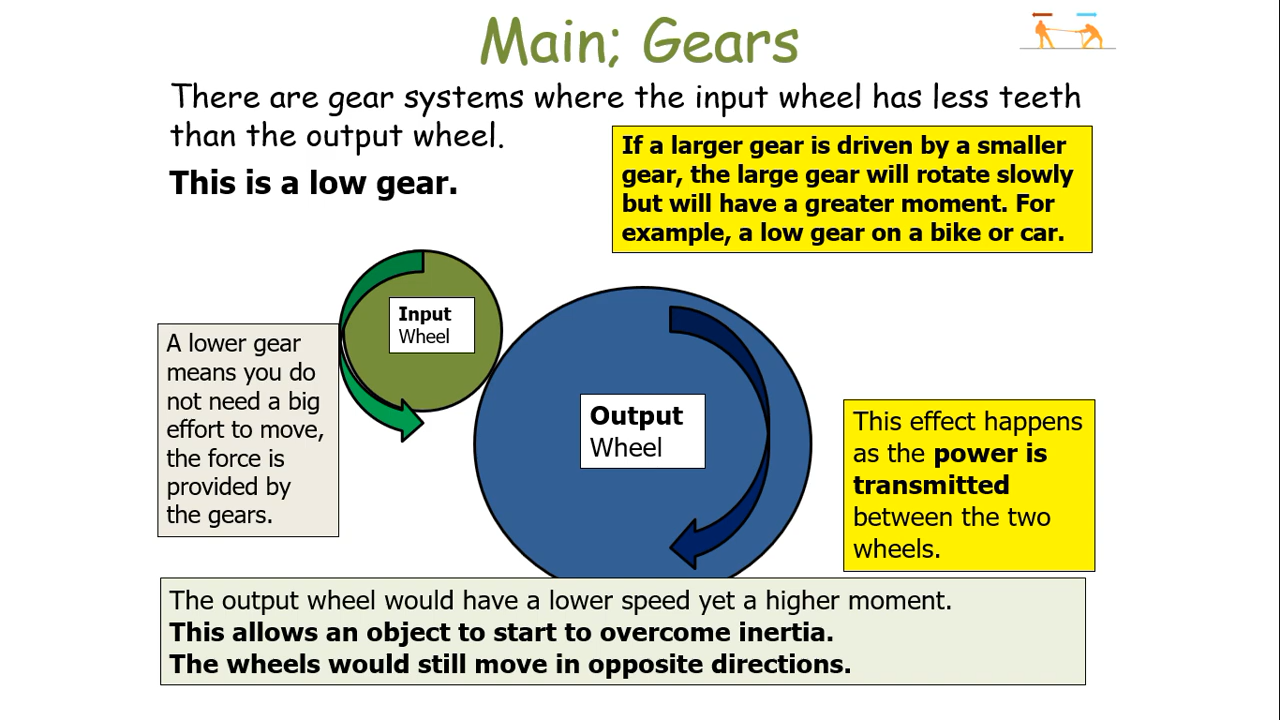 Main; Gears
There are gear systems where the input wheel has less teeth
than the output wheel.
This is a low gear.
If a larger gear is driven by a smaller
gear, the large gear will rotate slowly
but will have a greater moment. For
example, a low gear on a bike or car.
Input
Wheel
A lower gear
means you do
not need a big
effort to move,
the force is
provided by
the gears.
Output
Wheel
This effect happens
as the power is
transmitted
between the two
wheels.
The output wheel would have a lower speed yet a higher moment.
This allows an object to start to overcome inertia.
The wheels would still move in opposite directions.